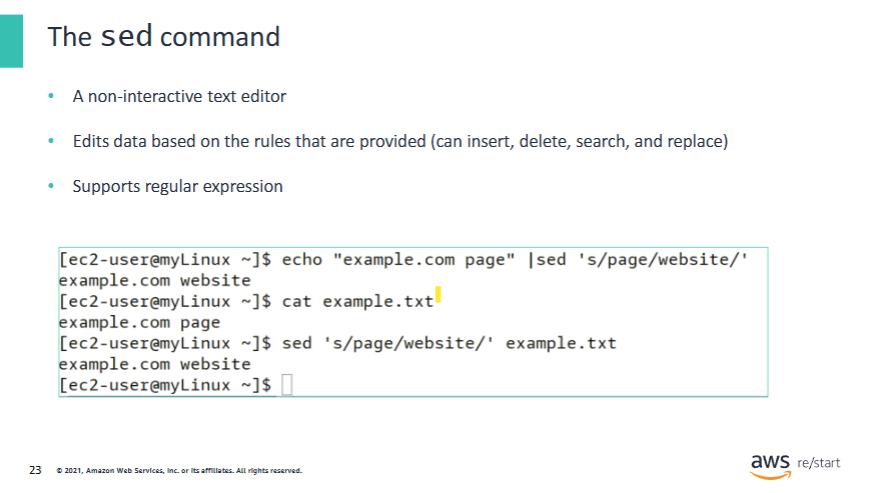 The sed command
• A non-interactive text editor
• Edits data based on the rules that are provided (can insert, delete, search, and replace)
• Supports regular expression
[ec2-user@myLinux ~]$ echo "example.com page" |sed 's/page/website/'
example.com website
[ec2-user@myLinux ~]$ cat example.txt
example.com page
[ec2-user@myLinux ~]$ sed 's/page/website/' example.txt
example.com website
[ec2-user@myLinux ~]$
23 © 2021, Amazon Web Services, Inc. or its affiliates. All rights reserved.
aws re/start